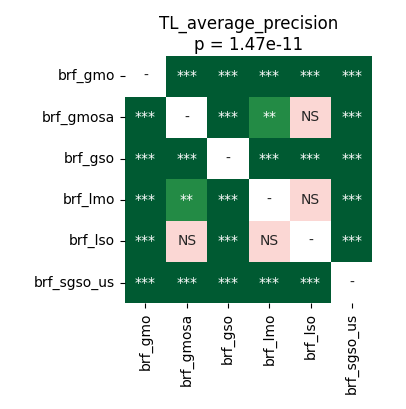 TL_average_precision
p = 1.47e-11
brf_gmo - *** *** *** *** ***
brf_gmosa *** - *** ** NS ***
brf_gso *** *** - *** *** ***
brf_lmo *** ** *** - NS ***
brf_lso *** NS *** NS - ***
brf_sgso_us *** *** *** *** *** -
brf_gmo brf_gmosa brf_gso brf_lmo brf_lso brf_sgso_us